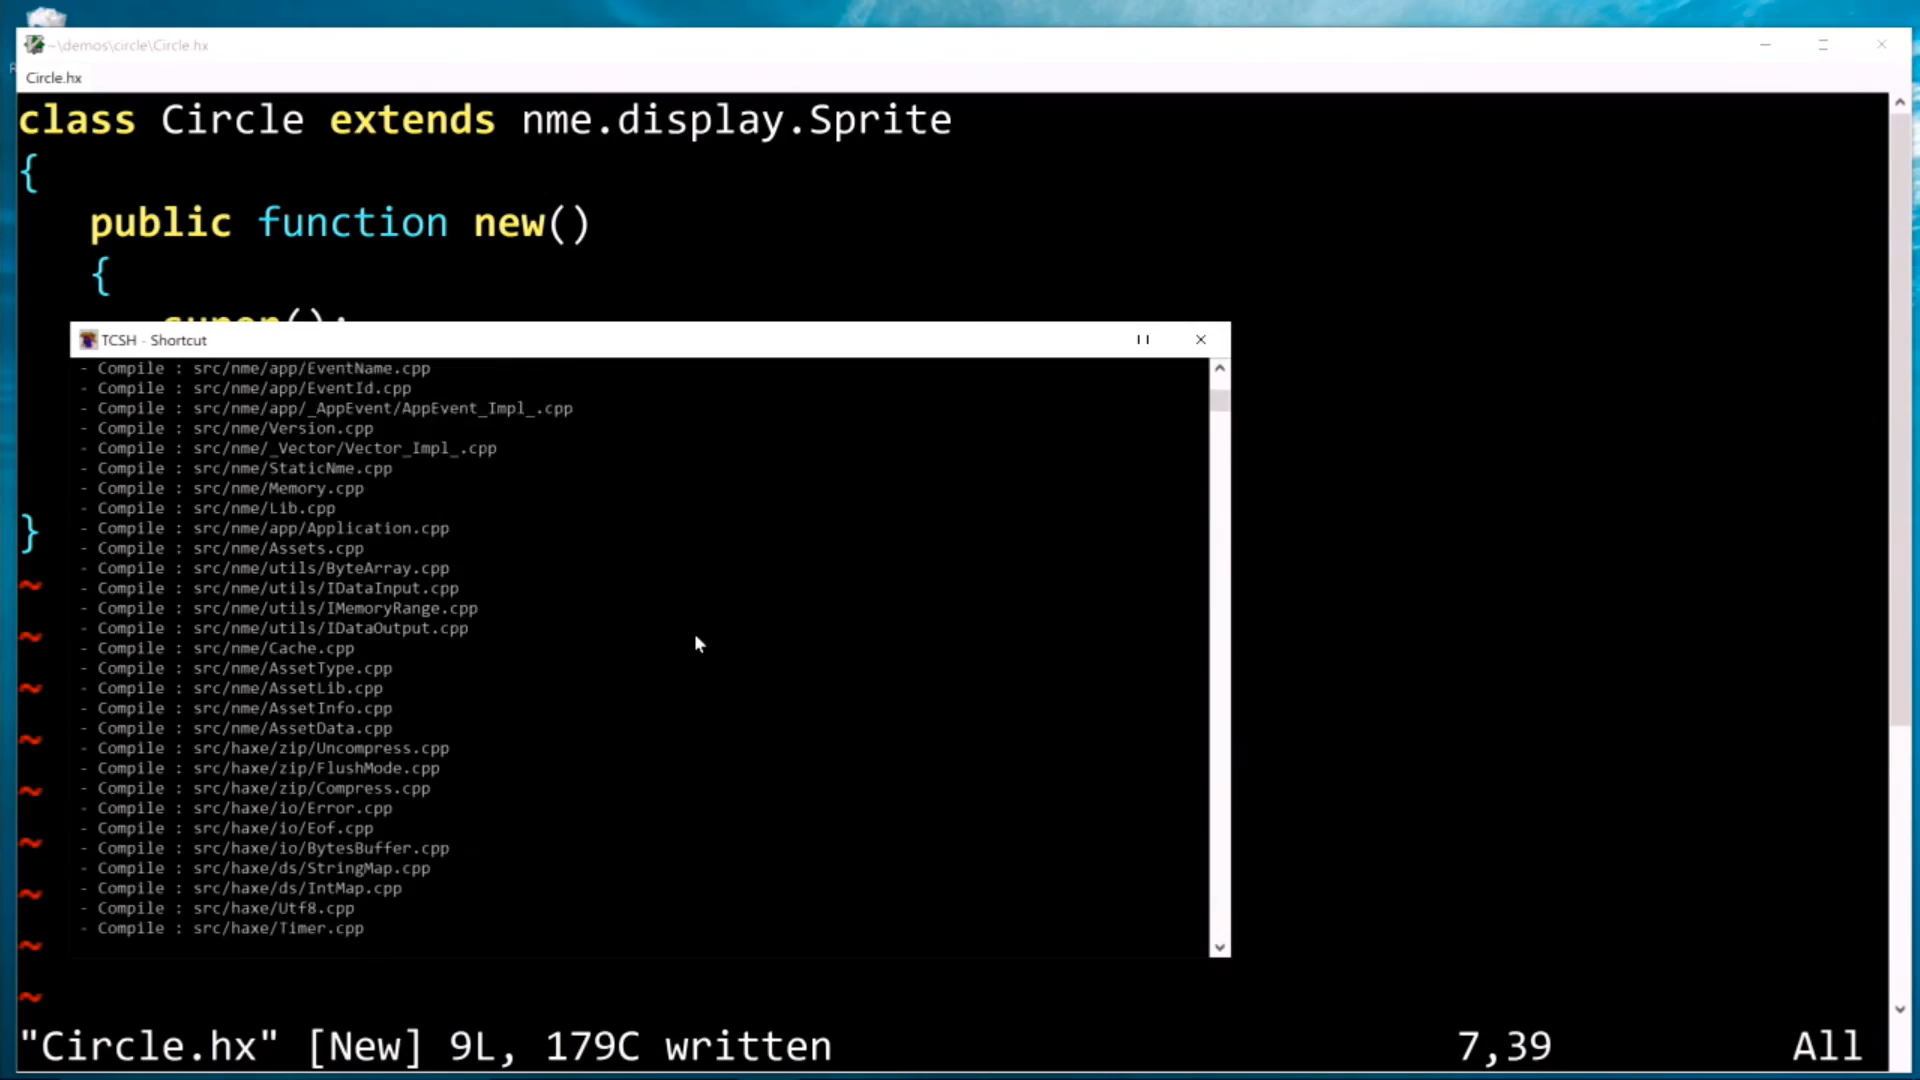 ~\demos\circle\Circle.hx
Circle.hx
class Circle extends nme.display.Sprite
{
public function new()
{
super();
TCSH - Shortcut
- Compile : src/nme/app/EventName.cpp
- Compile : src/nme/app/EventId.cpp
- Compile : src/nme/app/_AppEvent/AppEvent_Impl_.cpp
- Compile : src/nme/Version.cpp
- Compile : src/nme/_Vector/Vector_Impl_.cpp
- Compile : src/nme/StaticNme.cpp
- Compile : src/nme/Memory.cpp
- Compile : src/nme/Lib.cpp
- Compile : src/nme/app/Application.cpp
- Compile : src/nme/Assets.cpp
- Compile : src/nme/utils/ByteArray.cpp
- Compile : src/nme/utils/IDataInput.cpp
- Compile : src/nme/utils/IMemoryRange.cpp
- Compile : src/nme/utils/IDataOutput.cpp
- Compile : src/nme/Cache.cpp
- Compile : src/nme/AssetType.cpp
- Compile : src/nme/AssetLib.cpp
- Compile : src/nme/AssetInfo.cpp
- Compile : src/nme/AssetData.cpp
- Compile : src/haxe/zip/Uncompress.cpp
- Compile : src/haxe/zip/FlushMode.cpp
- Compile : src/haxe/zip/Compress.cpp
- Compile : src/haxe/io/Error.cpp
- Compile : src/haxe/io/Eof.cpp
- Compile : src/haxe/io/BytesBuffer.cpp
- Compile : src/haxe/ds/StringMap.cpp
- Compile : src/haxe/ds/IntMap.cpp
- Compile : src/haxe/Utf8.cpp
- Compile : src/haxe/Timer.cpp
}
~
~
~
~
~
~
~
~
~
"Circle.hx" [New] 9L, 179C written 7,39 All